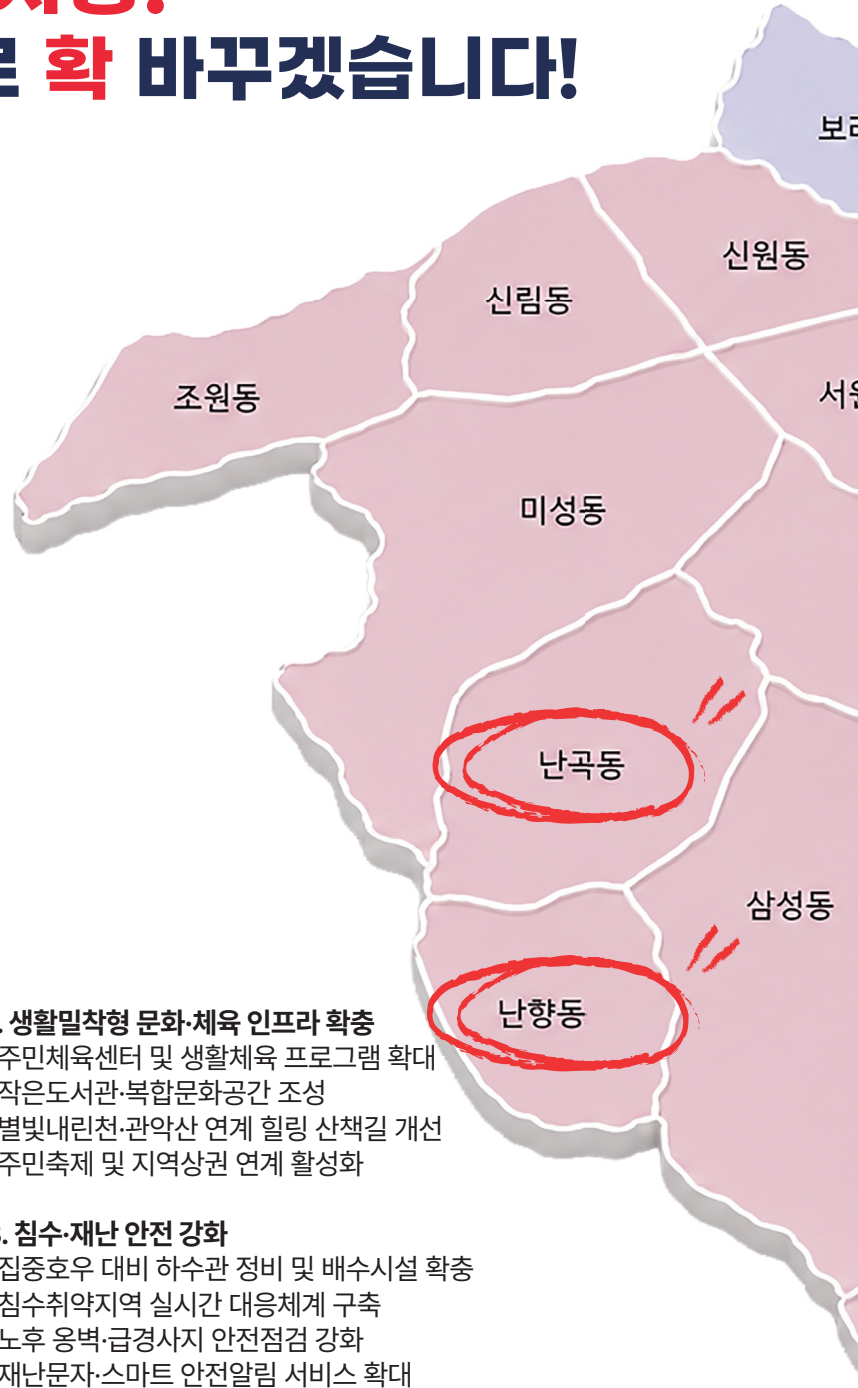 확 바꾸겠습니다!
신원동
신림동
조원동
미성동
난곡동
삼성동
난향동
. 생활밀착형 문화·체육 인프라 확충
주민체육센터 및 생활체육 프로그램 확대
작은도서관·복합문화공간 조성
별빛내린천·관악산 연계 힐링 산책길 개선
주민축제 및 지역상권 연계 활성화
. 침수·재난 안전 강화
집중호우 대비 하수관 정비 및 배수시설 확충
침수취약지역 실시간 대응체계 구축
노후 옹벽·급경사지 안전점검 강화
재난문자·스마트 안전알림 서비스 확대